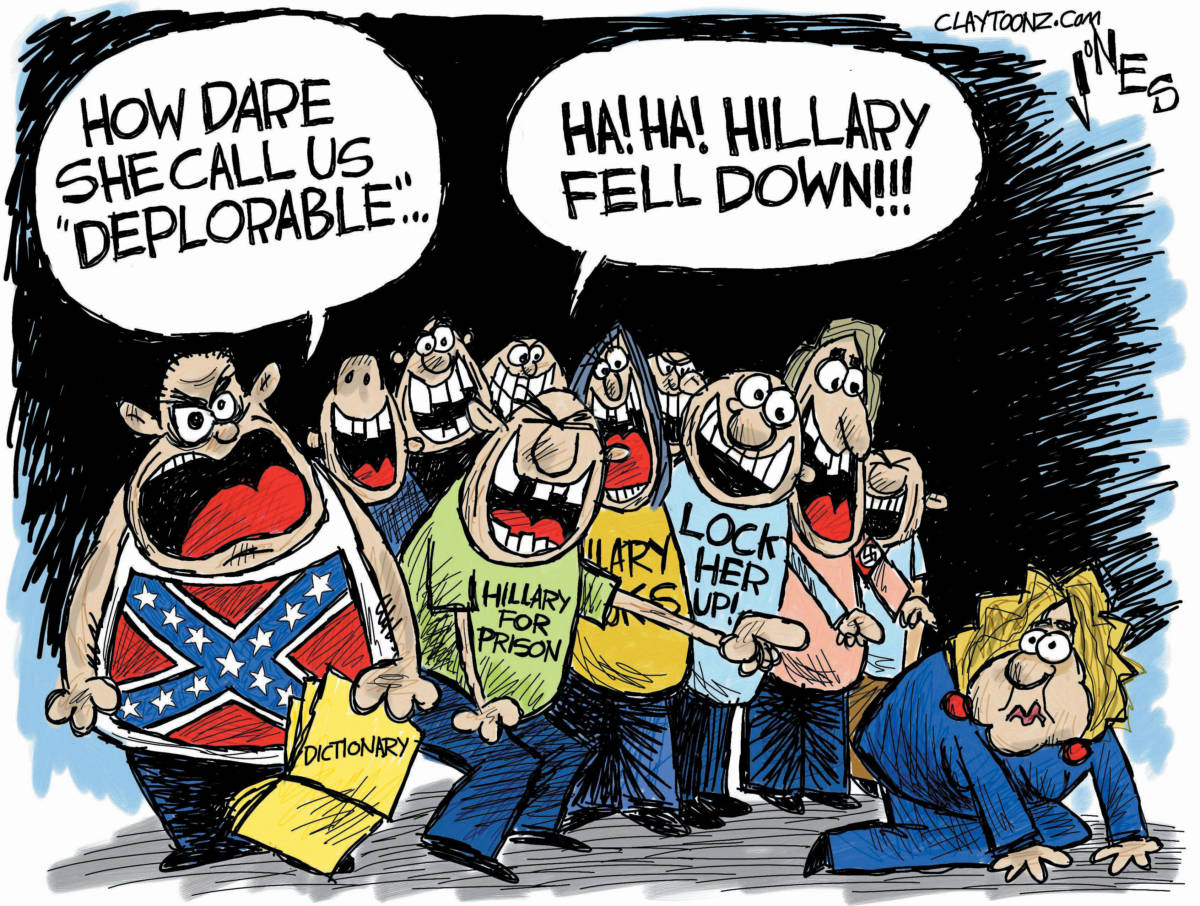 CLAYTOONZ.COM
JONES
HOW DARE
SHE CALL US
"DEPLORABLE"...
HA! HA! HILLARY
FELL DOWN!!!
HILLARY
FOR
PRISON
LARY
LOCK
HER
UP!
DICTIONARY